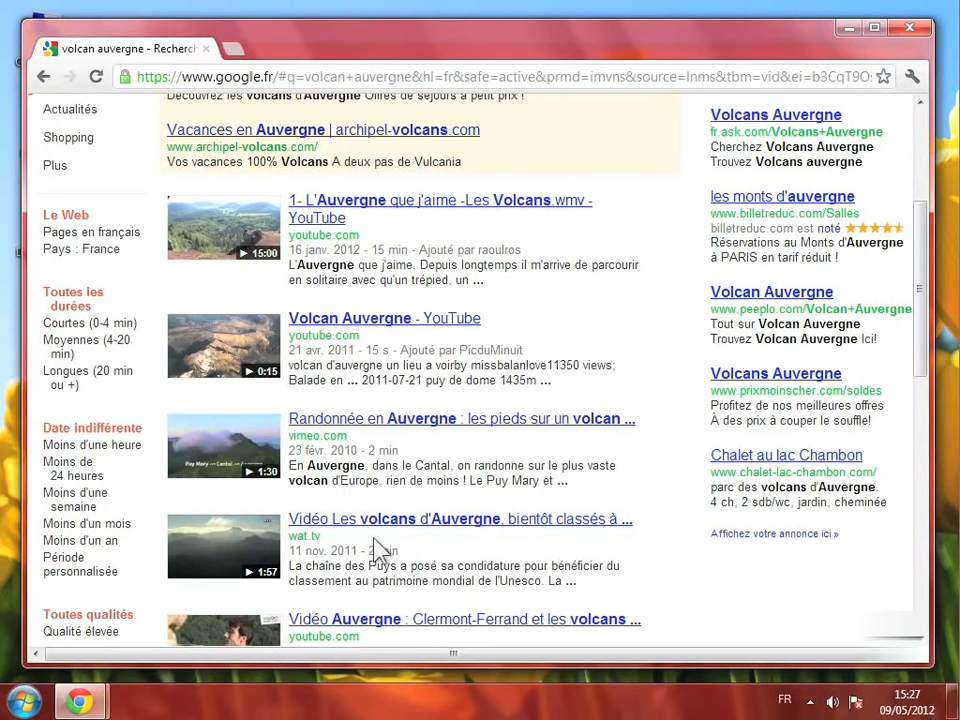 volcan auvergne - Recherch
https://www.google.fr/#q=volcan+auvergne&hl=fr&safe=active&prmd=imvns&source=lnms&tbm=vid&ei=b3CqT9Os
Actualités
Shopping
Plus
Le Web
Pages en français
Pays : France
Toutes les
durées
Courtes (0-4 min)
Moyennes (4-20
min)
Longues (20 min
ou +)
Date indifférente
Moins d'une heure
Moins de
24 heures
Moins d'une
semaine
Moins d'un mois
Moins d'un an
Période
personnalisée
Toutes qualités
Qualité élevée
Découvrez les volcans d'Auvergne Offres de séjours à petit prix !
Vacances en Auvergne | archipel-volcans.com
www.archipel-volcans.com/
Vos vacances 100% Volcans A deux pas de Vulcania
15:00
1- L'Auvergne que j'aime -Les Volcans.wmv -
YouTube
youtube.com
16 janv. 2012 - 15 min - Ajouté par raoulros
L'Auvergne que j'aime. Depuis longtemps il m'arrive de parcourir
en solitaire avec qu'un trépied, un ...
0:15
Volcan Auvergne - YouTube
youtube.com
21 avr. 2011 - 15 s - Ajouté par PicduMinuit
volcan d'auvergne un lieu a voirby missbalanlove11350 views;
Balade en ... 2011-07-21 puy de dome 1435m ...
1:30
Randonnée en Auvergne : les pieds sur un volcan ...
vimeo.com
23 févr. 2010 - 2 min
En Auvergne, dans le Cantal, on randonne sur le plus vaste
volcan d'Europe, rien de moins ! Le Puy Mary et ...
1:57
Vidéo Les volcans d'Auvergne, bientôt classés à ...
wat.tv
11 nov. 2011 - 2 min
La chaîne des Puys a posé sa condidature pour bénéficier du
classement au patrimoine mondial de l'Unesco. La ...
Vidéo Auvergne : Clermont-Ferrand et les volcans ...
youtube.com
Volcans Auvergne
fr.ask.com/Volcans+Auvergne
Cherchez Volcans Auvergne
Trouvez Volcans auvergne
les monts d'auvergne
www.billetreduc.com/Salles
billetreduc.com est noté
Réservations au Monts d'Auvergne
à PARIS en tarif réduit !
Volcan Auvergne
www.peeplo.com/Volcan+Auvergne
Tout sur Volcan Auvergne
Trouvez Volcan Auvergne Ici!
Volcans Auvergne
www.prixmoinscher.com/soldes
Profitez de nos meilleures offres
À des prix à couper le souffle!
Chalet au lac Chambon
www.chalet-lac-chambon.com/
parc des volcans d'Auvergne.
4 ch, 2 sdb/wc, jardin, cheminée
Affichez votre annonce ici »
FR
15:27
09/05/2012